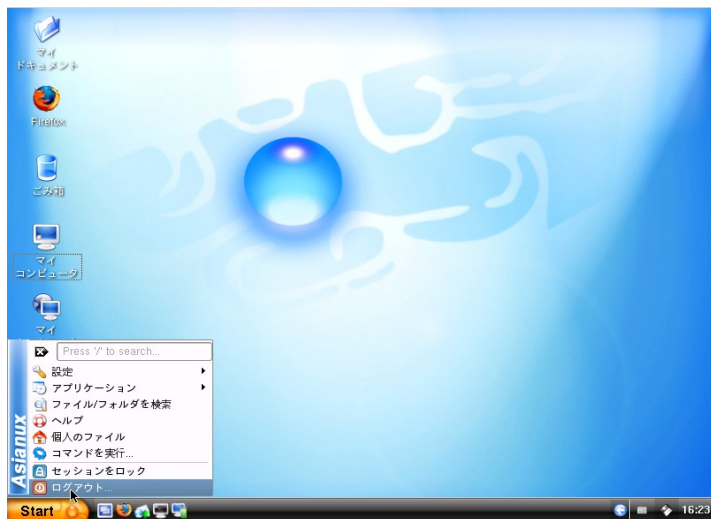 マイ
ドキュメント
Firefox
ごみ箱
マイ
コンピュータ
マイ
Press '/' to search...
設定
アプリケーション
ファイル/フォルダを検索
ヘルプ
個人のファイル
コマンドを実行...
セッションをロック
ログアウト...
Asianux
Start
16:23